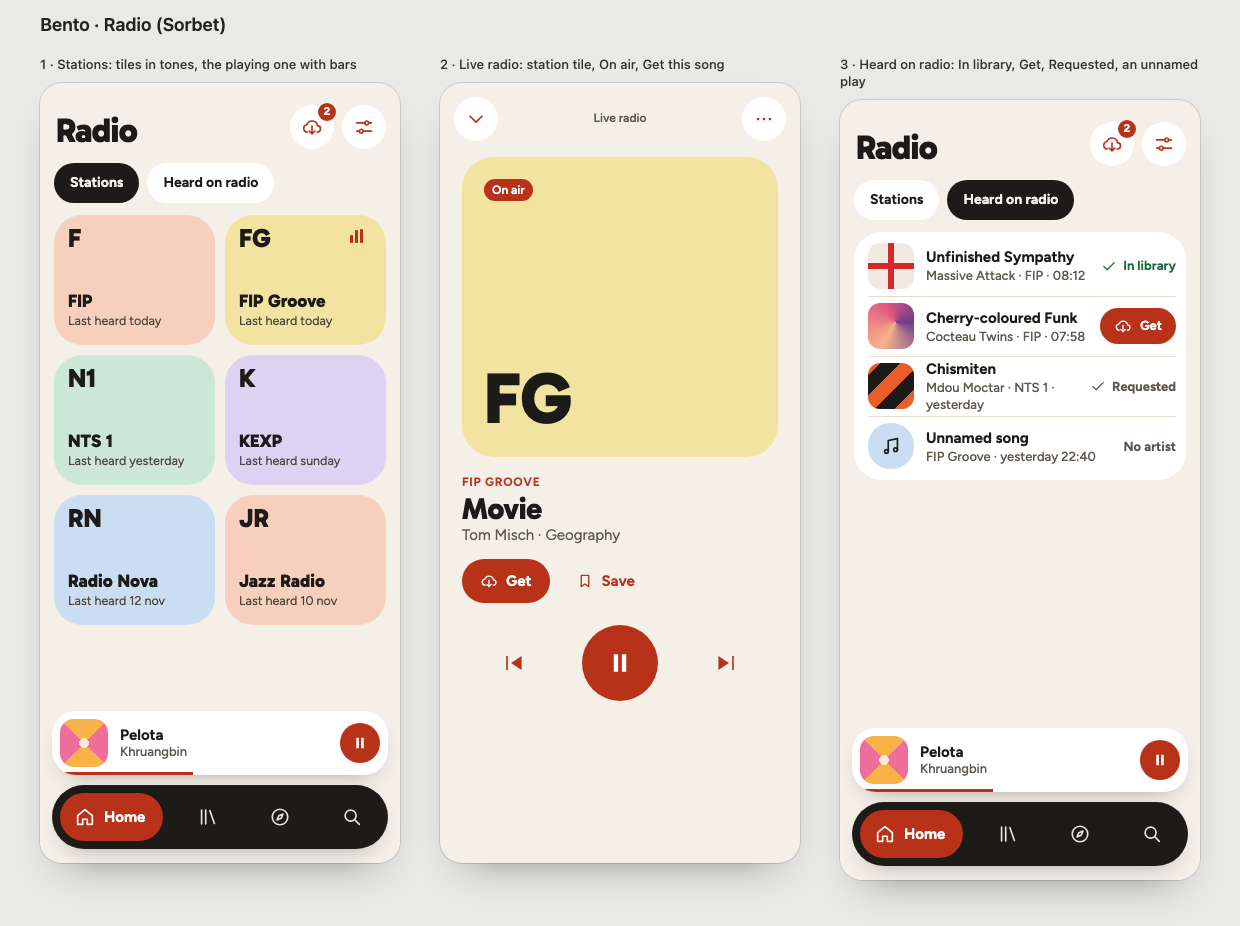 Bento · Radio (Sorbet)
1 · Stations: tiles in tones, the playing one with bars
Radio
2
Stations
Heard on radio
F
FIP
Last heard today
FG
FIP Groove
Last heard today
N1
NTS 1
Last heard yesterday
K
KEXP
Last heard sunday
RN
Radio Nova
Last heard 12 nov
JR
Jazz Radio
Last heard 10 nov
Pelota
Khruangbin
Home
2 · Live radio: station tile, On air, Get this song
Live radio
On air
FG
FIP GROOVE
Movie
Tom Misch · Geography
Get
Save
3 · Heard on radio: In library, Get, Requested, an unnamed
play
Radio
2
Stations
Heard on radio
Unfinished Sympathy
Massive Attack · FIP · 08:12
In library
Cherry-coloured Funk
Cocteau Twins · FIP · 07:58
Get
Chismiten
Mdou Moctar · NTS 1 ·
yesterday
Requested
Unnamed song
FIP Groove · yesterday 22:40
No artist
Pelota
Khruangbin
Home